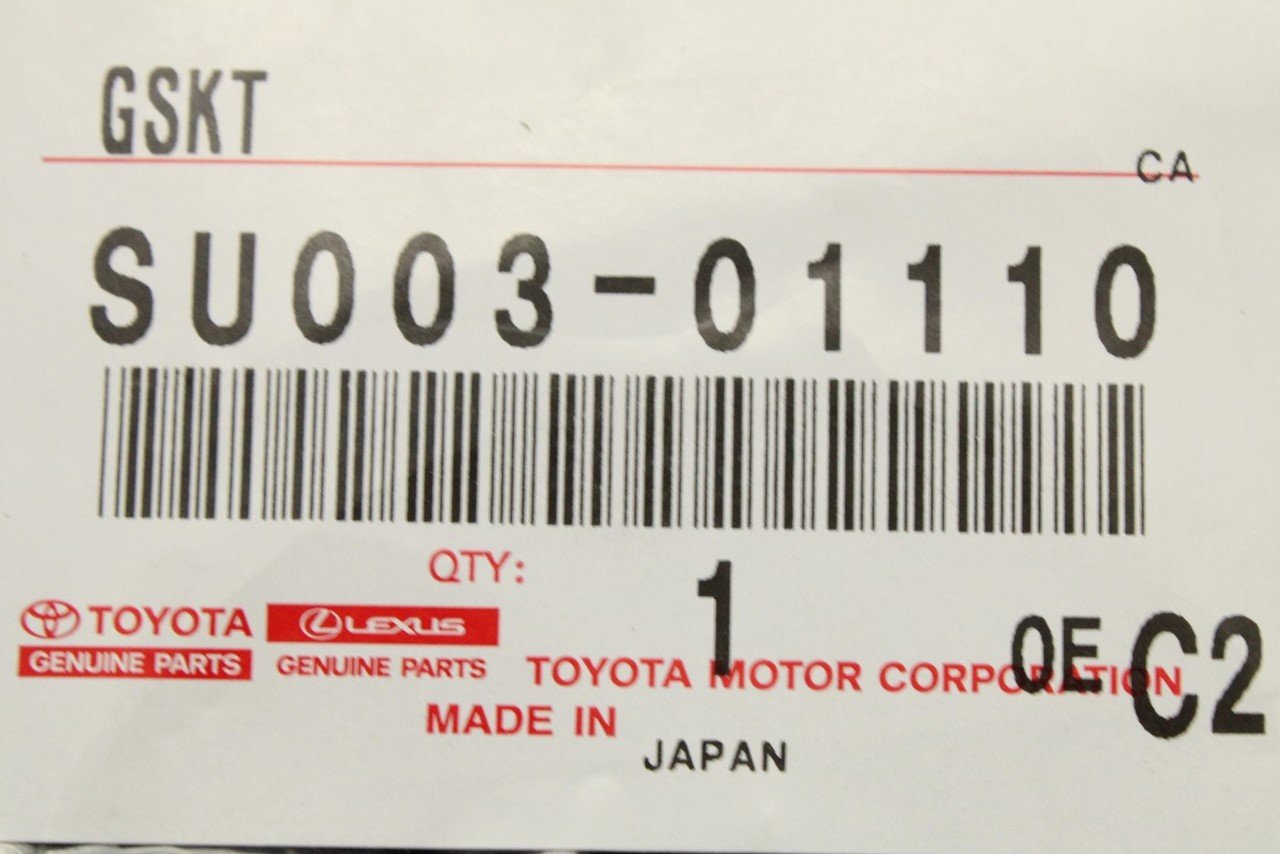 GSKT
CA
SU003-01110
QTY: 1
TOYOTA
GENUINE PARTS
LEXUS
GENUINE PARTS
TOYOTA MOTOR CORPORATION
OE C2
MADE IN JAPAN